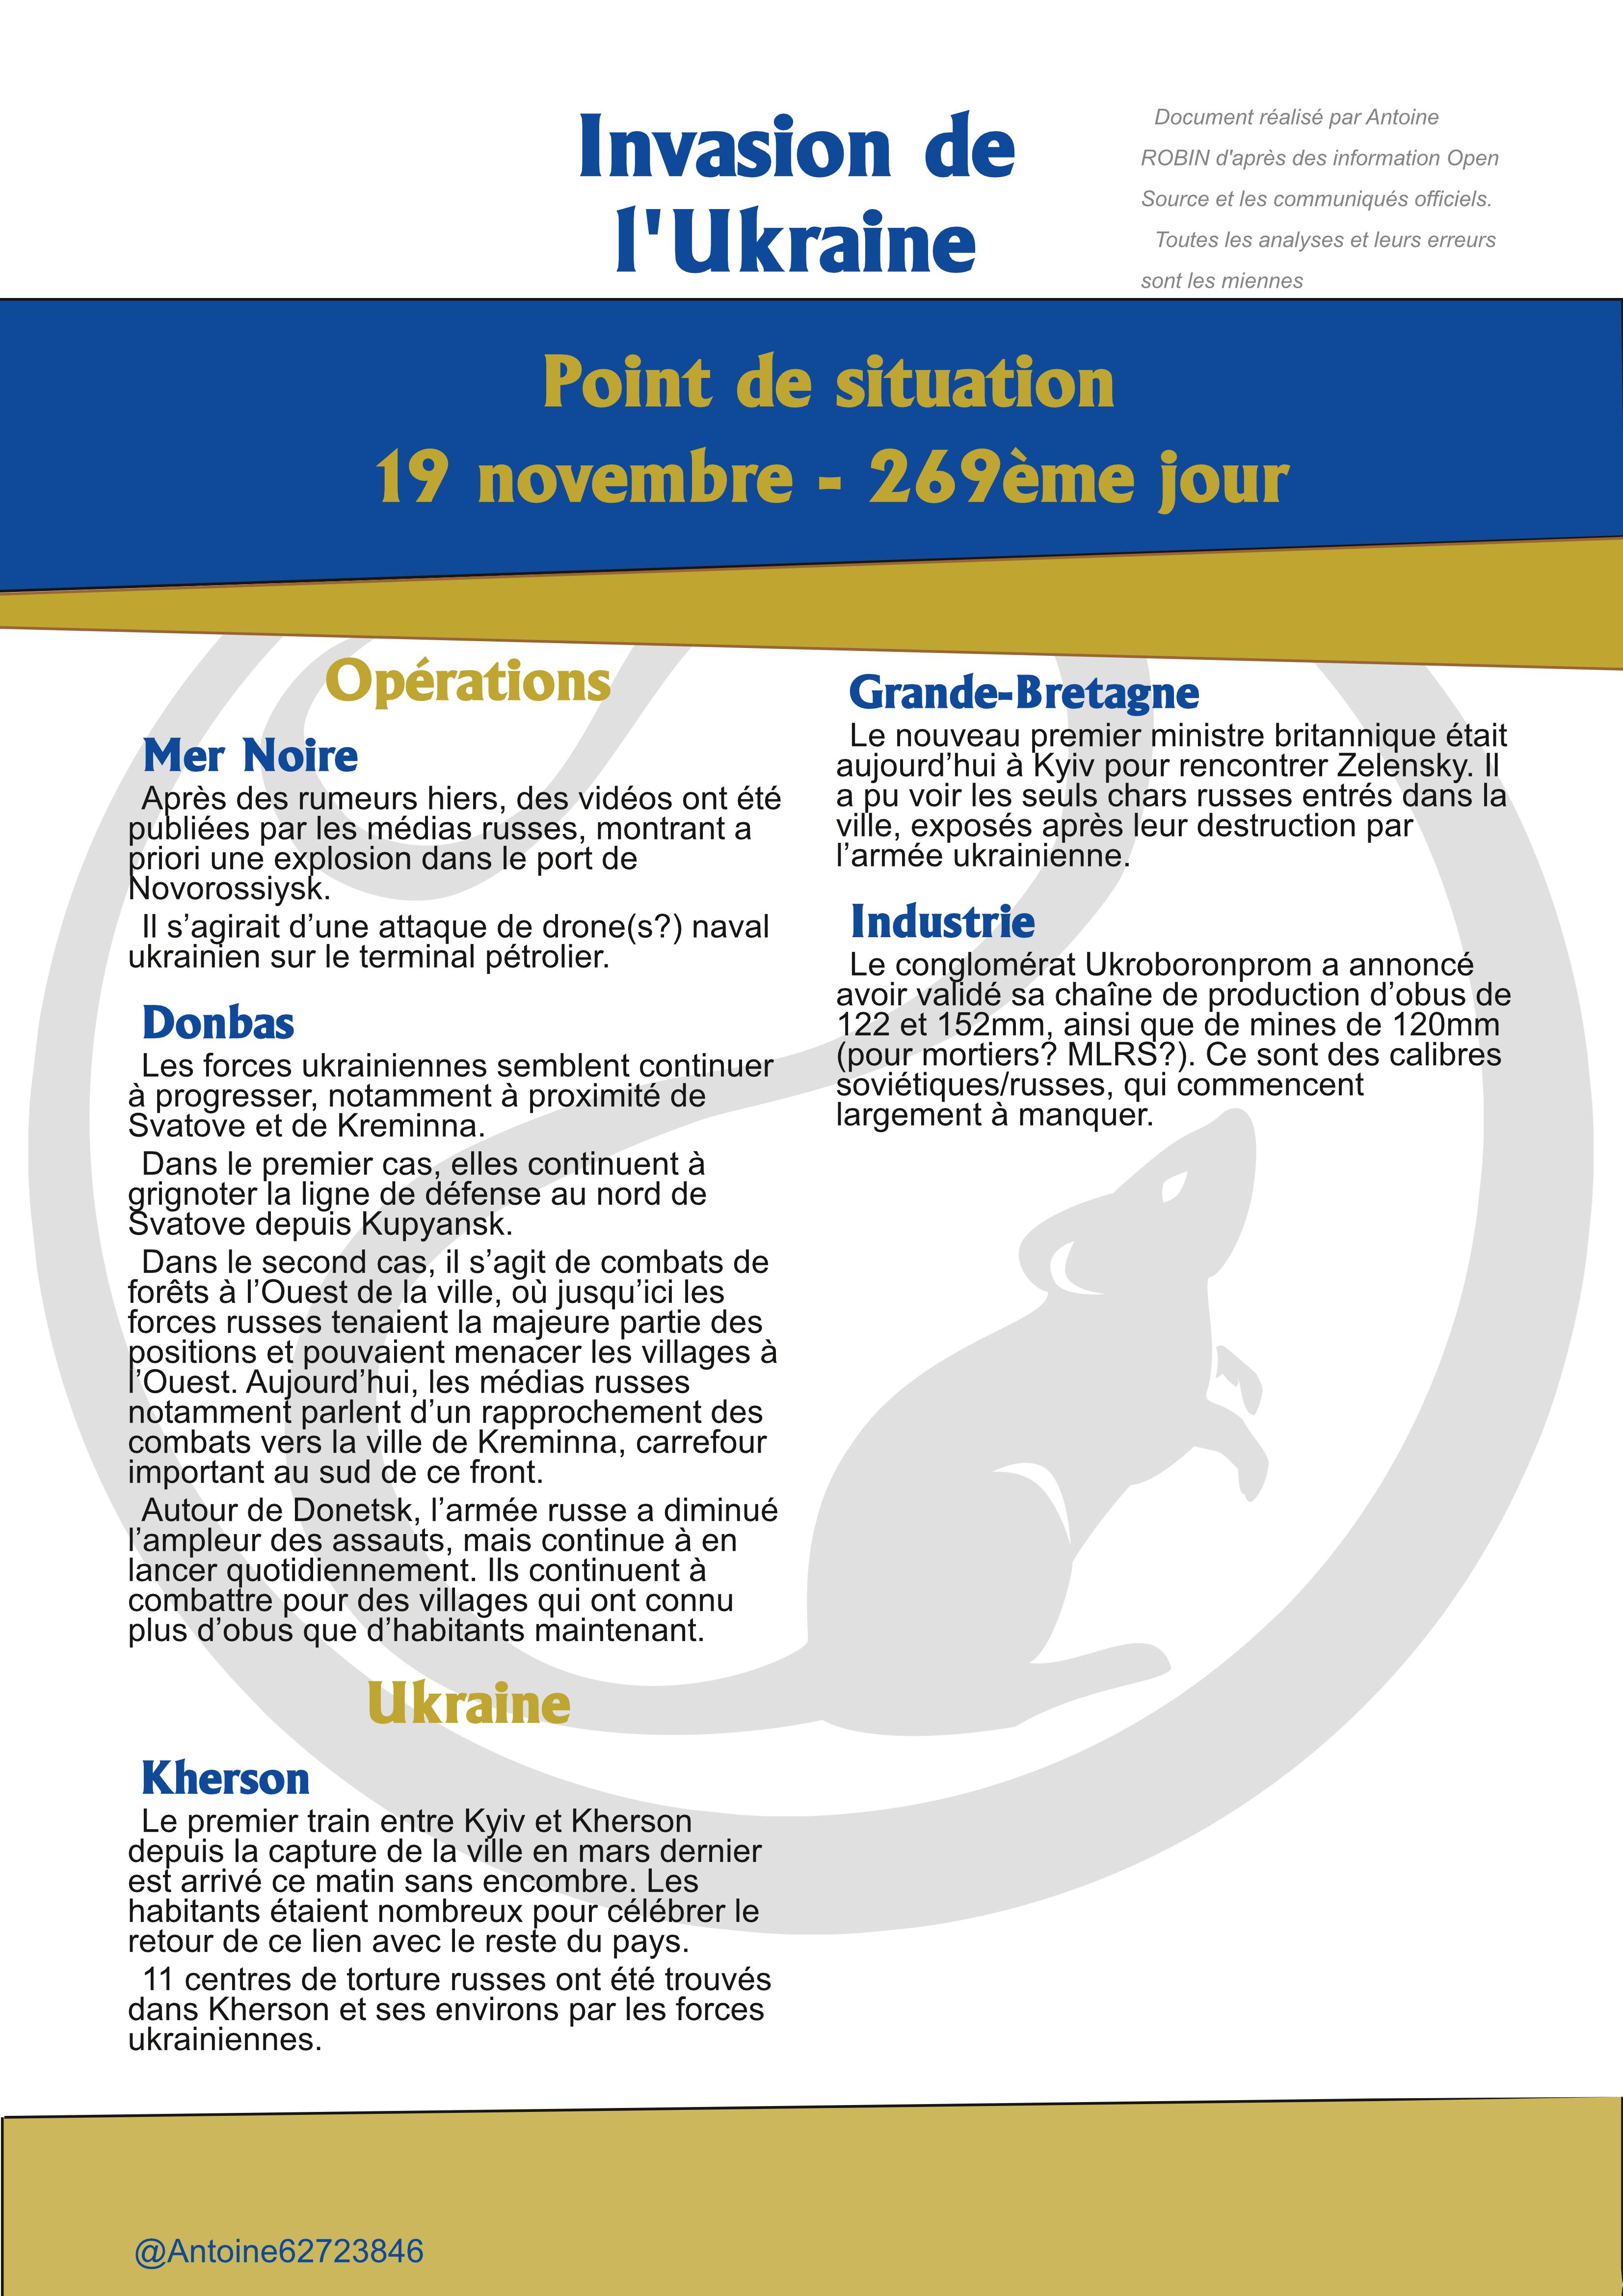 Invasion de
l'Ukraine
Document réalisé par Antoine
ROBIN d'après des information Open
Source et les communiqués officiels.
Toutes les analyses et leurs erreurs
sont les miennes
Point de situation
19 novembre - 269ème jour
Opérations
Mer Noire
Après des rumeurs hiers, des vidéos ont été
publiées par les médias russes, montrant a
priori une explosion dans le port de
Novorossiysk.
Il s’agirait d’une attaque de drone(s?) naval
ukrainien sur le terminal pétrolier.
Donbas
Les forces ukrainiennes semblent continuer
à progresser, notamment à proximité de
Svatove et de Kreminna.
Dans le premier cas, elles continuent à
grignoter la ligne de défense au nord de
Svatove depuis Kupyansk.
Dans le second cas, il s’agit de combats de
forêts à l’Ouest de la ville, où jusqu’ici les
forces russes tenaient la majeure partie des
positions et pouvaient menacer les villages à
l’Ouest. Aujourd’hui, les médias russes
notamment parlent d’un rapprochement des
combats vers la ville de Kreminna, carrefour
important au sud de ce front.
Autour de Donetsk, l’armée russe a diminué
l’ampleur des assauts, mais continue à en
lancer quotidiennement. Ils continuent à
combattre pour des villages qui ont connu
plus d’obus que d’habitants maintenant.
Ukraine
Kherson
Le premier train entre Kyiv et Kherson
depuis la capture de la ville en mars dernier
est arrivé ce matin sans encombre. Les
habitants étaient nombreux pour célébrer le
retour de ce lien avec le reste du pays.
11 centres de torture russes ont été trouvés
dans Kherson et ses environs par les forces
ukrainiennes.
Grande-Bretagne
Le nouveau premier ministre britannique était
aujourd’hui à Kyiv pour rencontrer Zelensky. Il
a pu voir les seuls chars russes entrés dans la
ville, exposés après leur destruction par
l’armée ukrainienne.
Industrie
Le conglomérat Ukroboronprom a annoncé
avoir validé sa chaîne de production d’obus de
122 et 152mm, ainsi que de mines de 120mm
(pour mortiers? MLRS?). Ce sont des calibres
soviétiques/russes, qui commencent
largement à manquer.
@Antoine62723846